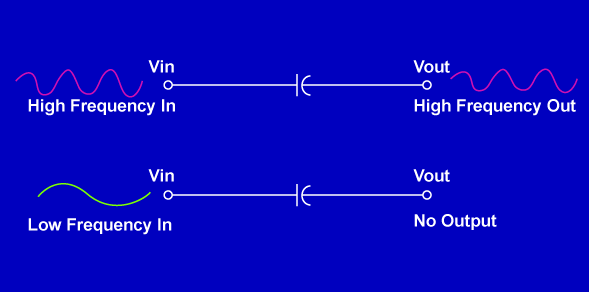 Vin
Vout
High Frequency In
High Frequency Out
Vin
Vout
Low Frequency In
No Output